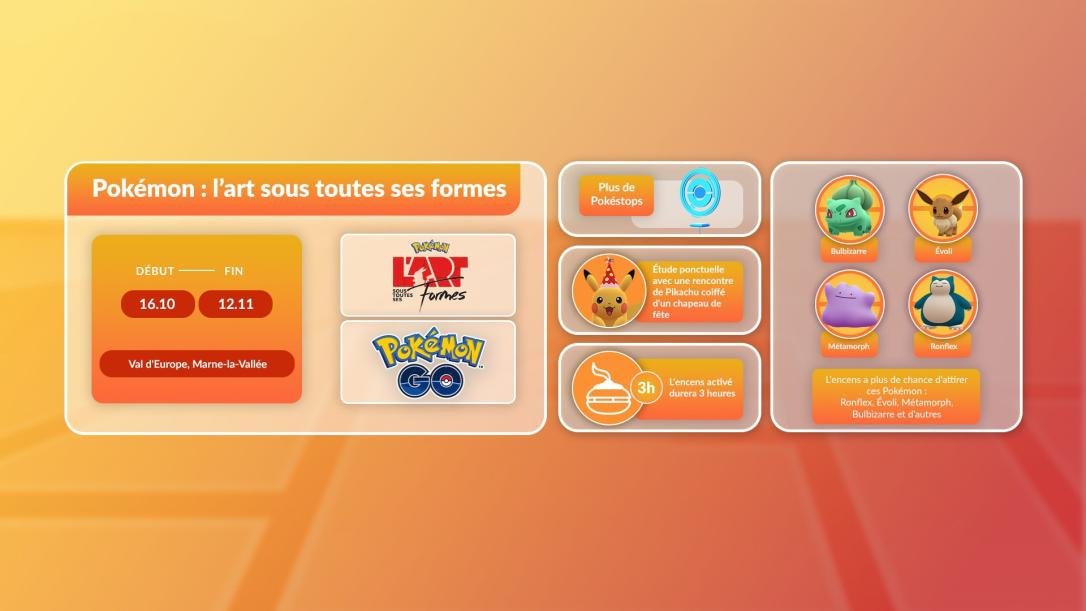 Pokémon : l'art sous toutes ses formes
DÉBUT
FIN
16.10
12.11
Val d'Europe, Marne-la-Vallée
POKÉMON
L'ART
SOUS
TOUTES
SES
formes
POKÉMON
GO
Plus de
Pokéstops
Étude ponctuelle
avec une rencontre
de Pikachu coiffé
d'un chapeau de
fête
3h
L'encens activé
durera 3 heures
Bulbizarre
Évoli
Métamorph
Ronflex
L'encens a plus de chance d'attirer
ces Pokémon :
Ronflex, Évoli, Métamorph,
Bulbizarre et d'autres